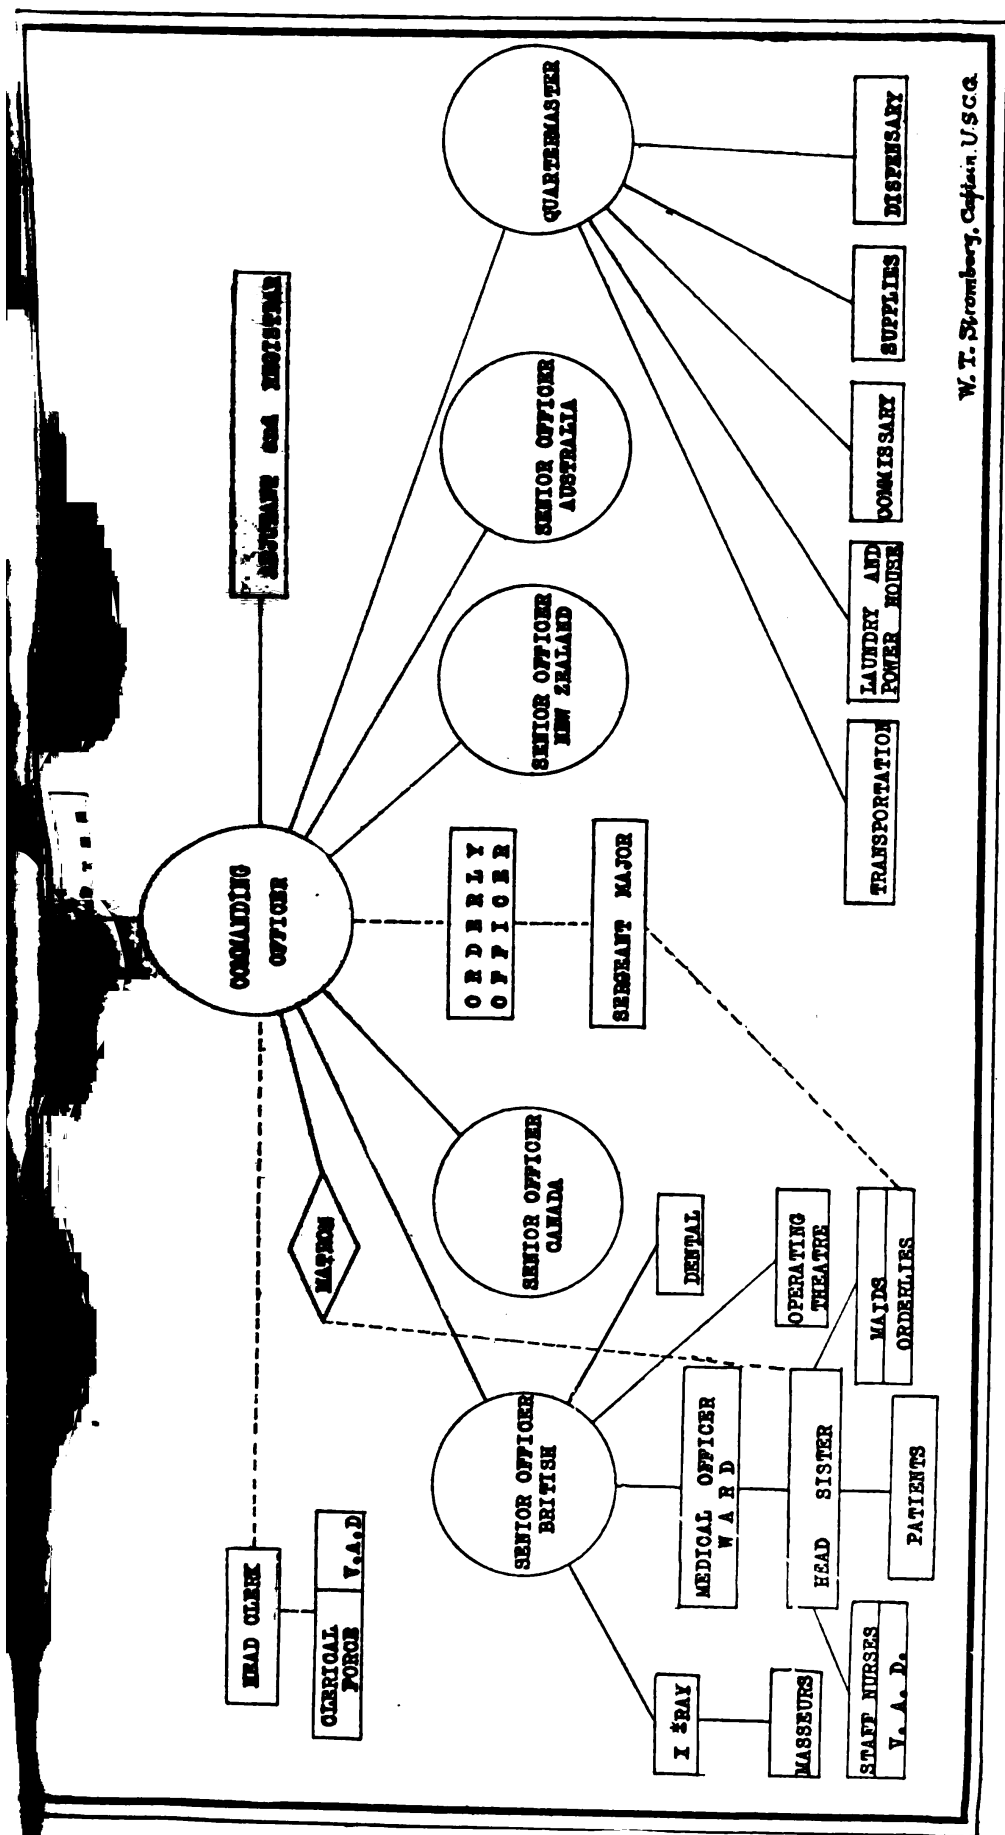 COMMANDING
OFFICER
ADJUTANT and REGISTRAR
HEAD CLERK
CLERICAL
FORCE
V.A.D
MATRON
SENIOR OFFICER
BRITISH
SENIOR OFFICER
CANADA
ORDERLY
OFFICER
SERGEANT MAJOR
SENIOR OFFICER
NEW ZEALAND
SENIOR OFFICER
AUSTRALIA
QUARTERMASTER
X *RAY
MASSEURS
MEDICAL OFFICER
WARD
DENTAL
OPERATING
THEATRE
HEAD SISTER
STAFF NURSES
V. A. D.
PATIENTS
MAIDS
ORDERLIES
TRANSPORTATION
LAUNDRY AND
POWER HOUSE
COMMISSARY
SUPPLIES
DISPENSARY
W. T. Stromberg, Captain U.S.C.G.